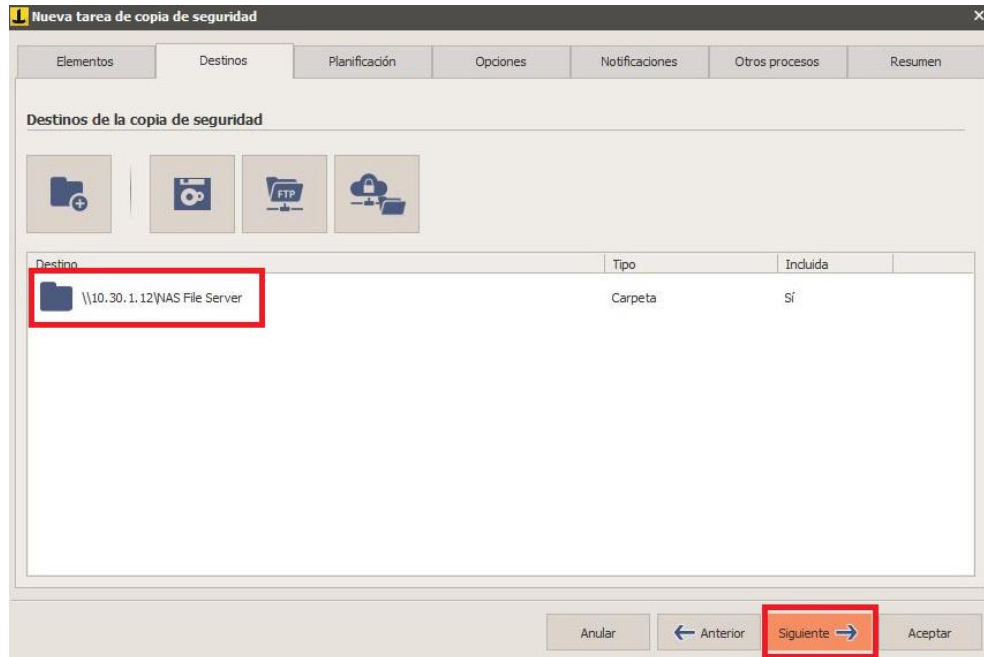 Nueva tarea de copia de seguridad
Elementos Destinos Planificación Opciones Notificaciones Otros procesos Resumen
Destinos de la copia de seguridad
FTP
Destino Tipo Incluida
\\10.30.1.12\NAS File Server Carpeta Sí
Anular Anterior Siguiente Aceptar